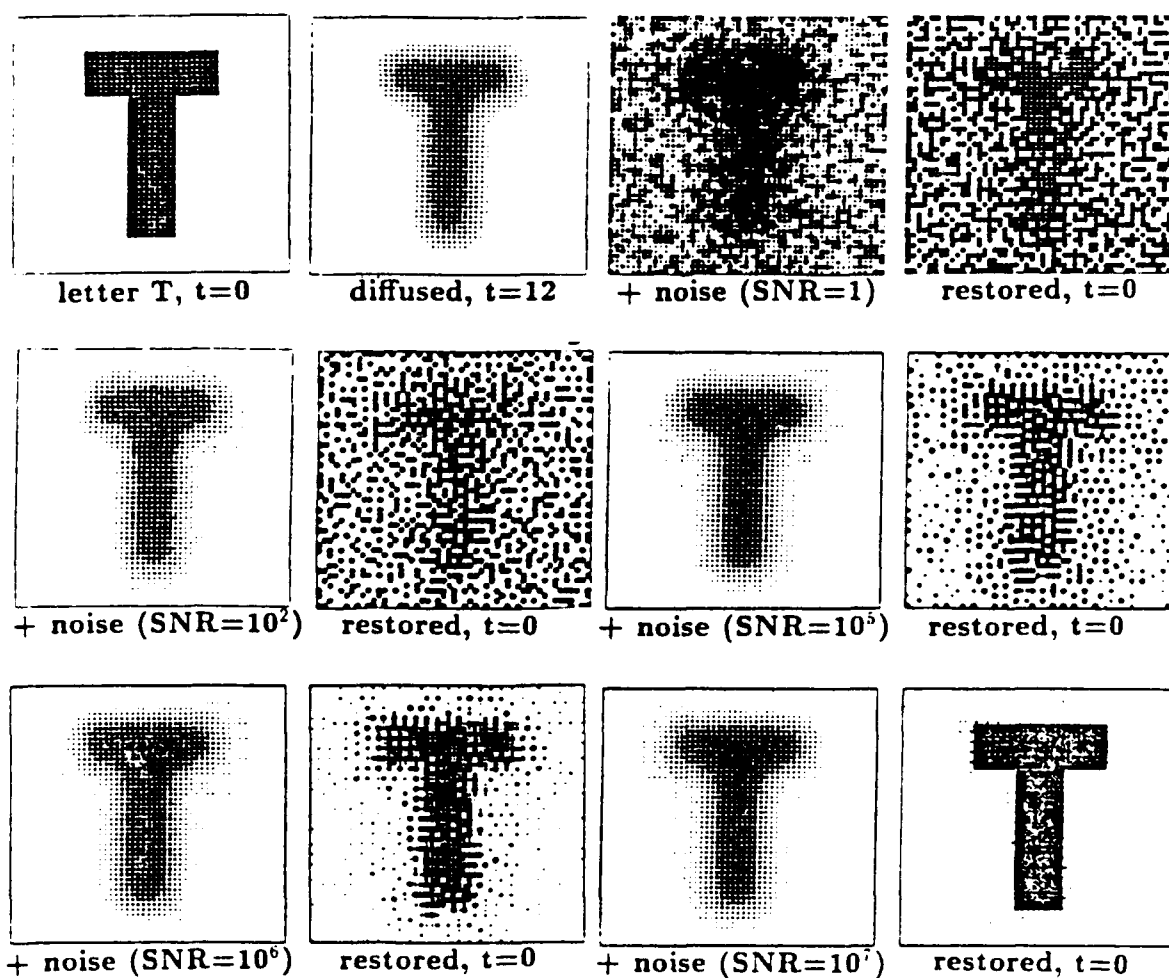 letter T, t=0
diffused, t=12
+ noise (SNR=1)
restored, t=0
+ noise (SNR=10²)
restored, t=0
+ noise (SNR=10⁵)
restored, t=0
+ noise (SNR=10⁶)
restored, t=0
+ noise (SNR=10⁷)
restored, t=0